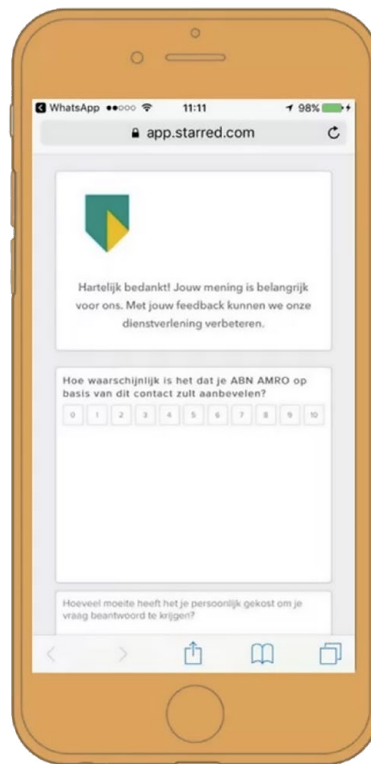 WhatsApp 11:11 98%
app.starred.com
Hartelijk bedankt! Jouw mening is belangrijk
voor ons. Met jouw feedback kunnen we onze
dienstverlening verbeteren.
Hoe waarschijnlijk is het dat je ABN AMRO op
basis van dit contact zult aanbevelen?
0 1 2 3 4 5 6 7 8 9 10
Hoeveel moeite heeft het je persoonlijk gekost om je
vraag beantwoord te krijgen?